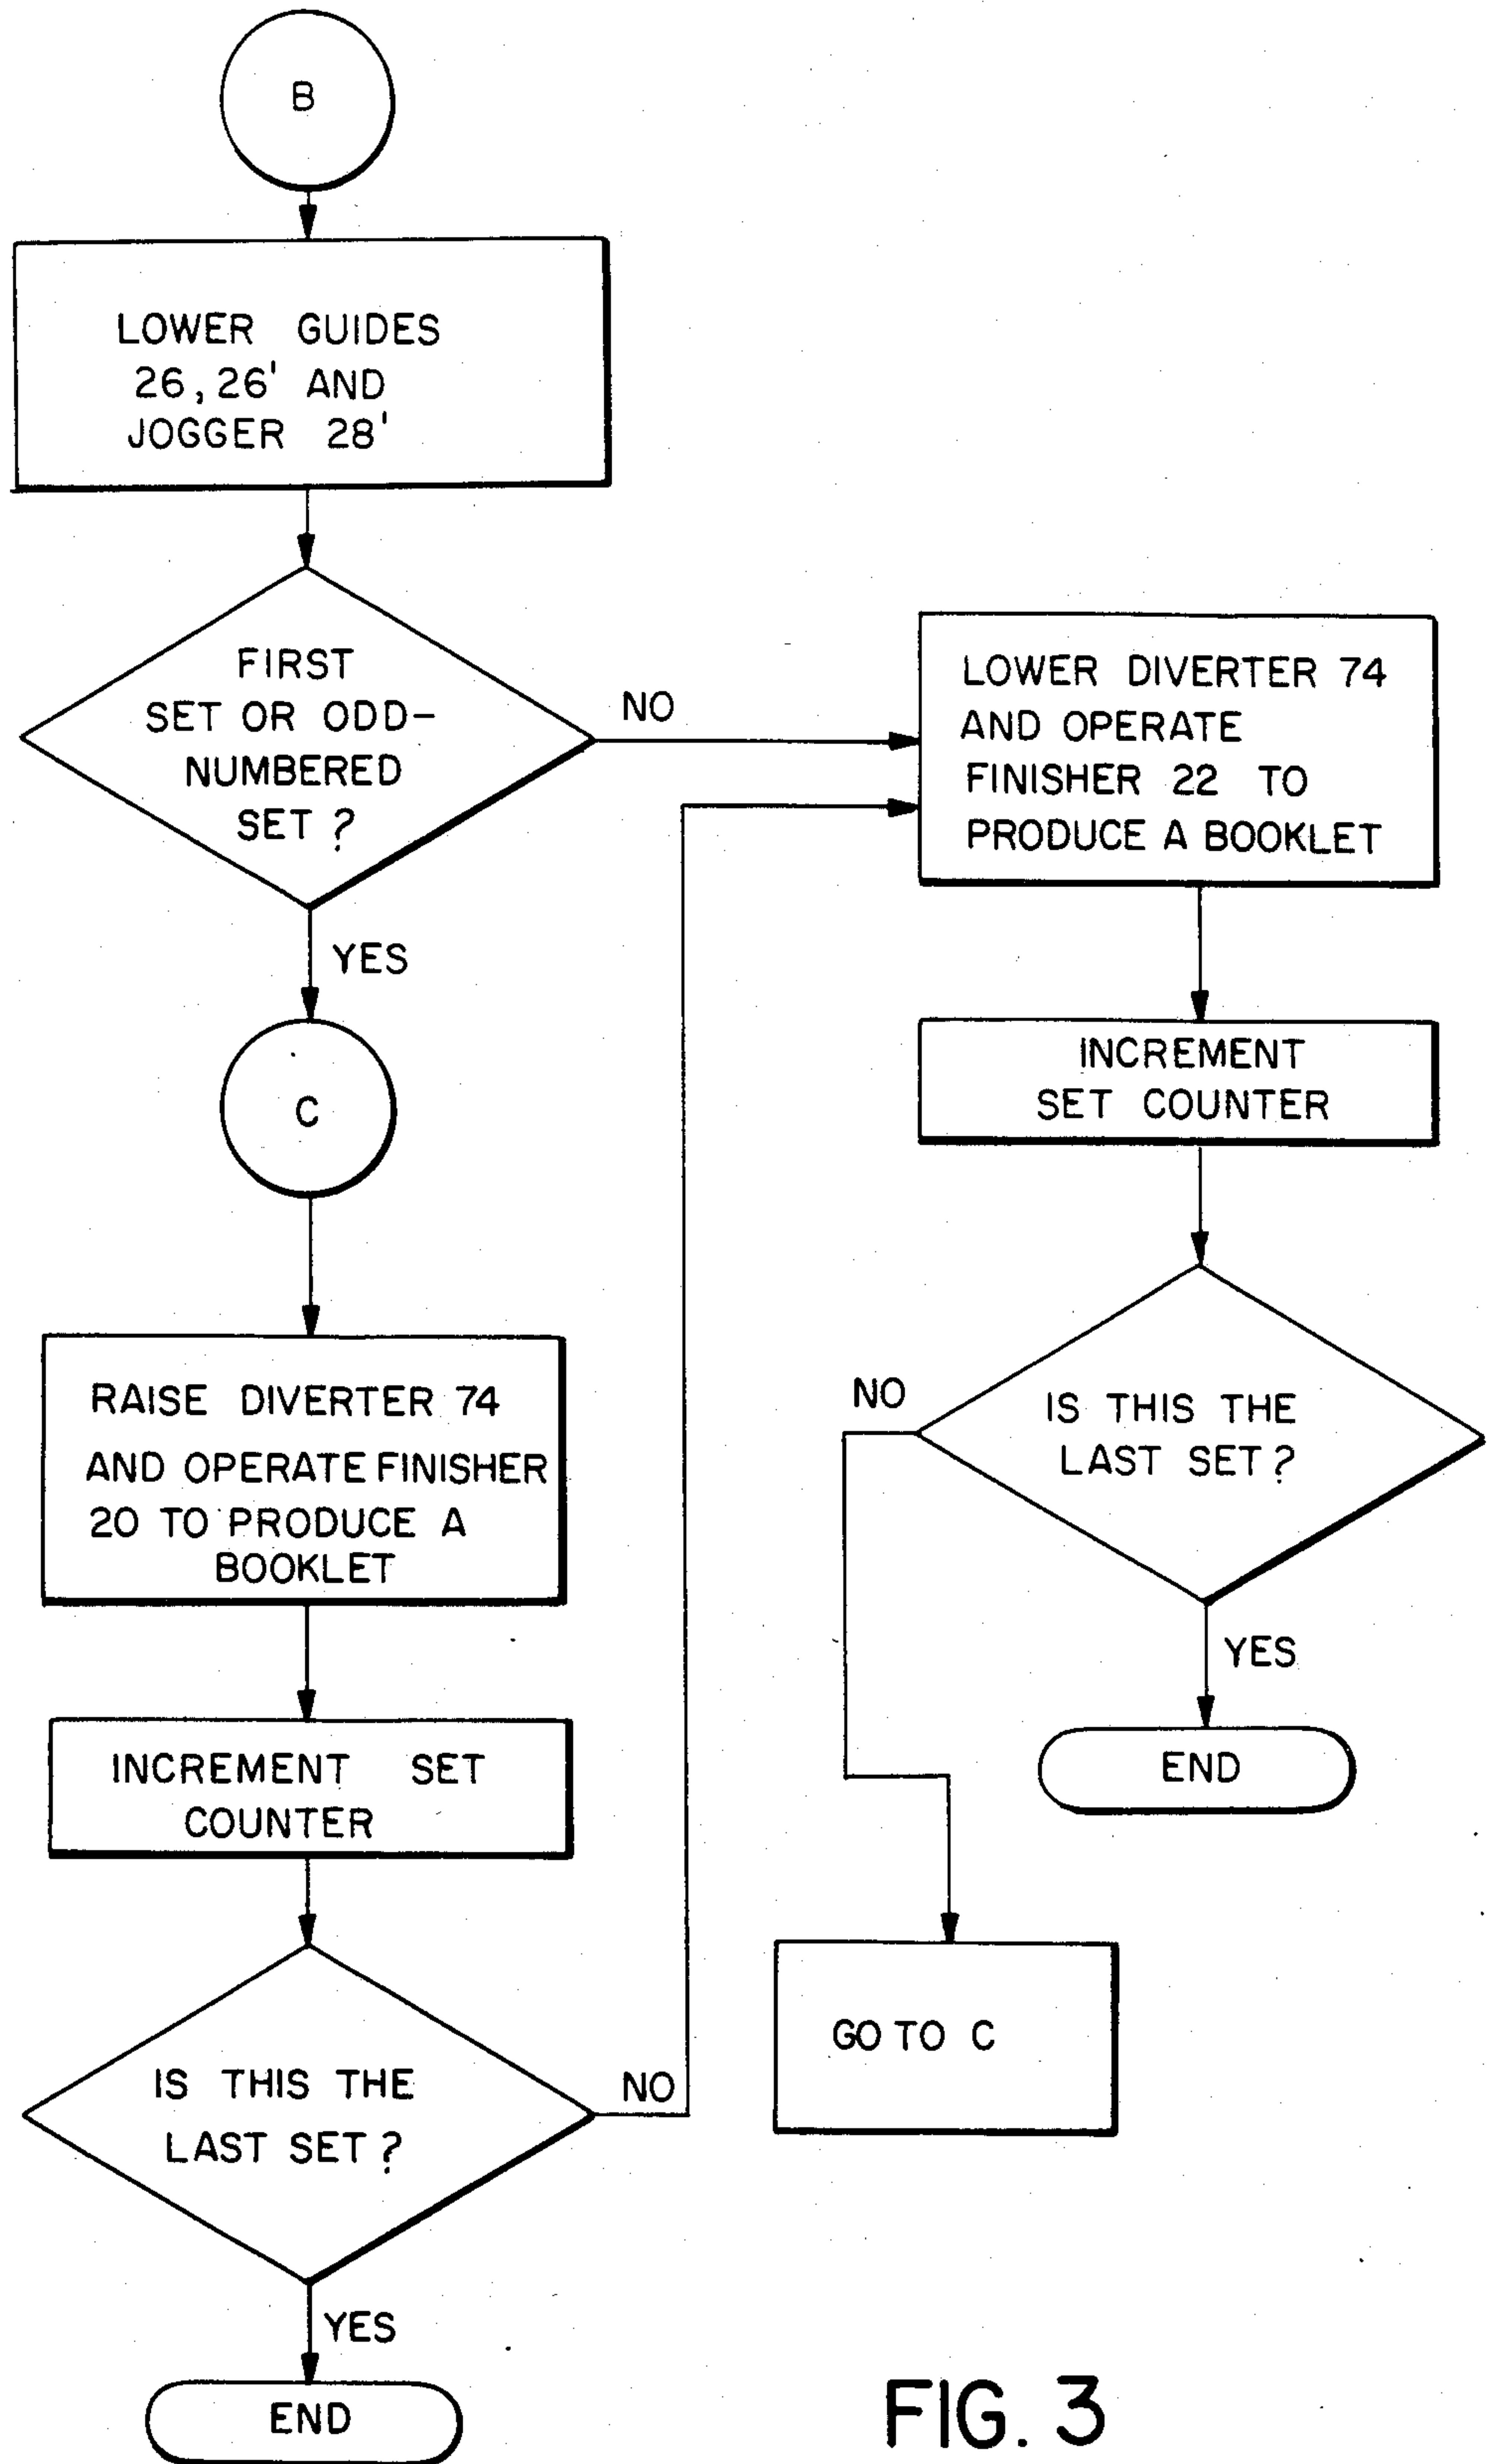 B
LOWER GUIDES
26, 26' AND
JOGGER 28'
FIRST
SET OR ODD-
NUMBERED
SET ?
NO
YES
C
RAISE DIVERTER 74
AND OPERATE FINISHER
20 TO PRODUCE A
BOOKLET
INCREMENT SET
COUNTER
IS THIS THE
LAST SET ?
NO
YES
END
LOWER DIVERTER 74
AND OPERATE
FINISHER 22 TO
PRODUCE A BOOKLET
INCREMENT
SET COUNTER
IS THIS THE
LAST SET ?
NO
YES
END
GO TO C
FIG. 3